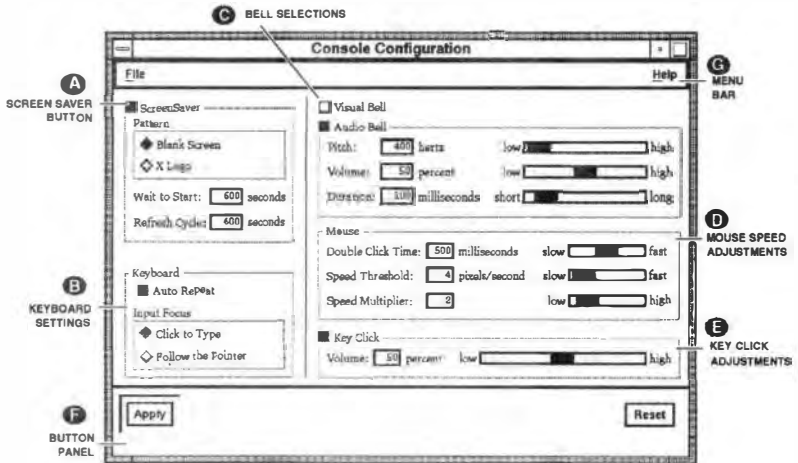 C BELL SELECTIONS
Console Configuration
File
Help
G
MENU
BAR
A
SCREEN SAVER
BUTTON
ScreenSaver
Pattern
Blank Screen
X Logo
Wait to Start: 600 seconds
Refresh Cycle: 600 seconds
Visual Bell
Audio Bell
Pitch: 400 hertz low high
Volume: 50 percent low high
Duration: 100 milliseconds short long
D
MOUSE SPEED
ADJUSTMENTS
Mouse
Double Click Time: 500 milliseconds slow fast
Speed Threshold: 4 pixels/second slow fast
Speed Multiplier: 2 low high
B
KEYBOARD
SETTINGS
Keyboard
Auto Repeat
Input Focus
Click to Type
Follow the Pointer
E
KEY CLICK
ADJUSTMENTS
Key Click
Volume: 50 percent low high
F
BUTTON
PANEL
Apply
Reset